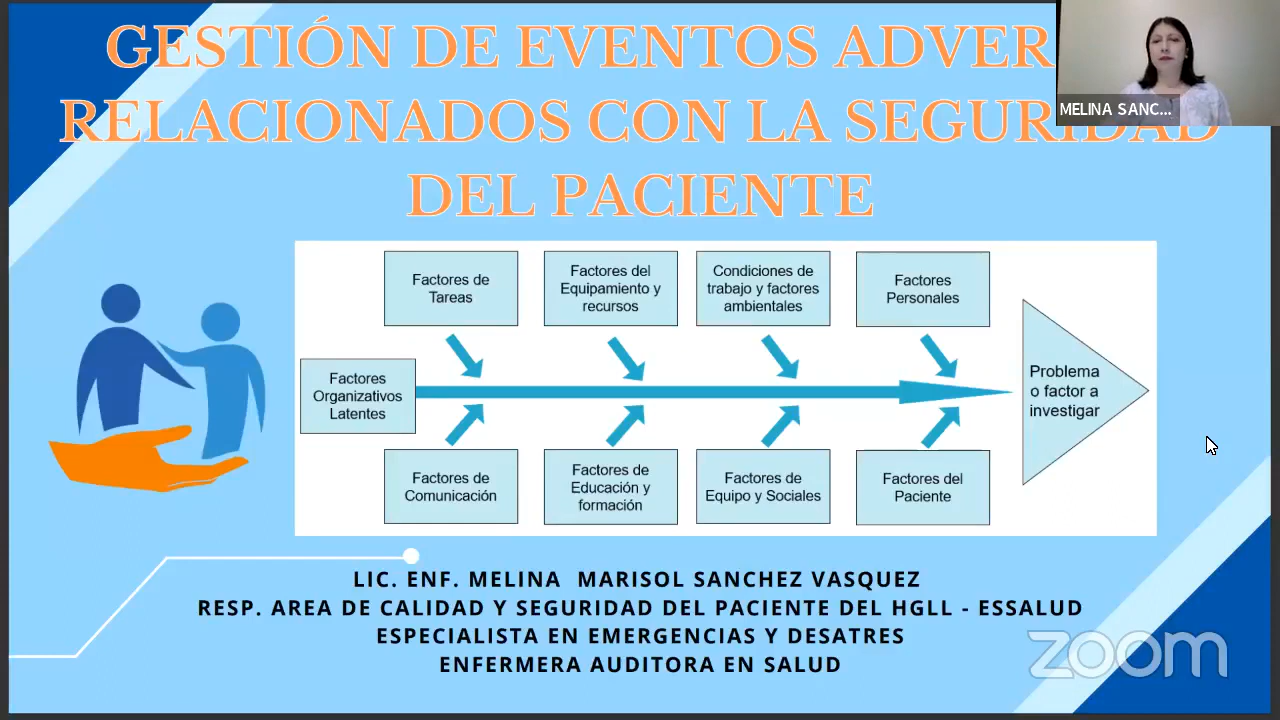 GESTIÓN DE EVENTOS ADVER
RELACIONADOS CON LA SEGURIDAD
DEL PACIENTE
MELINA SANC...
Factores de
Tareas
Factores del
Equipamiento y
recursos
Condiciones de
trabajo y factores
ambientales
Factores
Personales
Factores
Organizativos
Latentes
Problema
o factor a
investigar
Factores de
Comunicación
Factores de
Educación y
formación
Factores de
Equipo y Sociales
Factores del
Paciente
LIC. ENF. MELINA MARISOL SANCHEZ VASQUEZ
RESP. AREA DE CALIDAD Y SEGURIDAD DEL PACIENTE DEL HGLL - ESSALUD
ESPECIALISTA EN EMERGENCIAS Y DESATRES
ENFERMERA AUDITORA EN SALUD
zoom